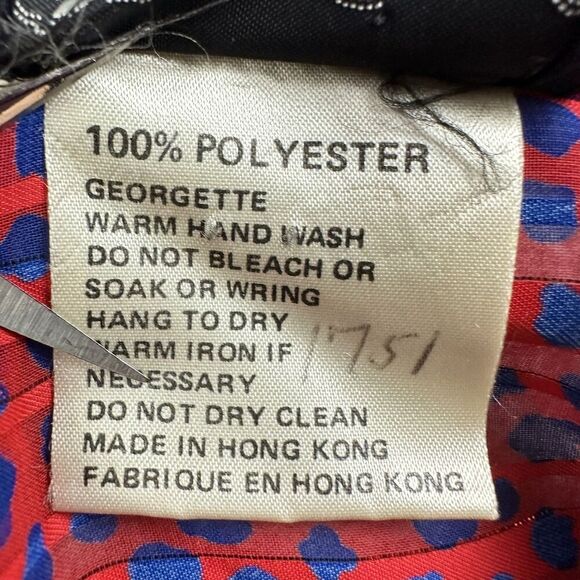 100% POLYESTER
GEORGETTE
WARM HAND WASH
DO NOT BLEACH OR
SOAK OR WRING
HANG TO DRY
WARM IRON IF
1751
NECESSARY
DO NOT DRY CLEAN
MADE IN HONG KONG
FABRIQUE EN HONG KONG